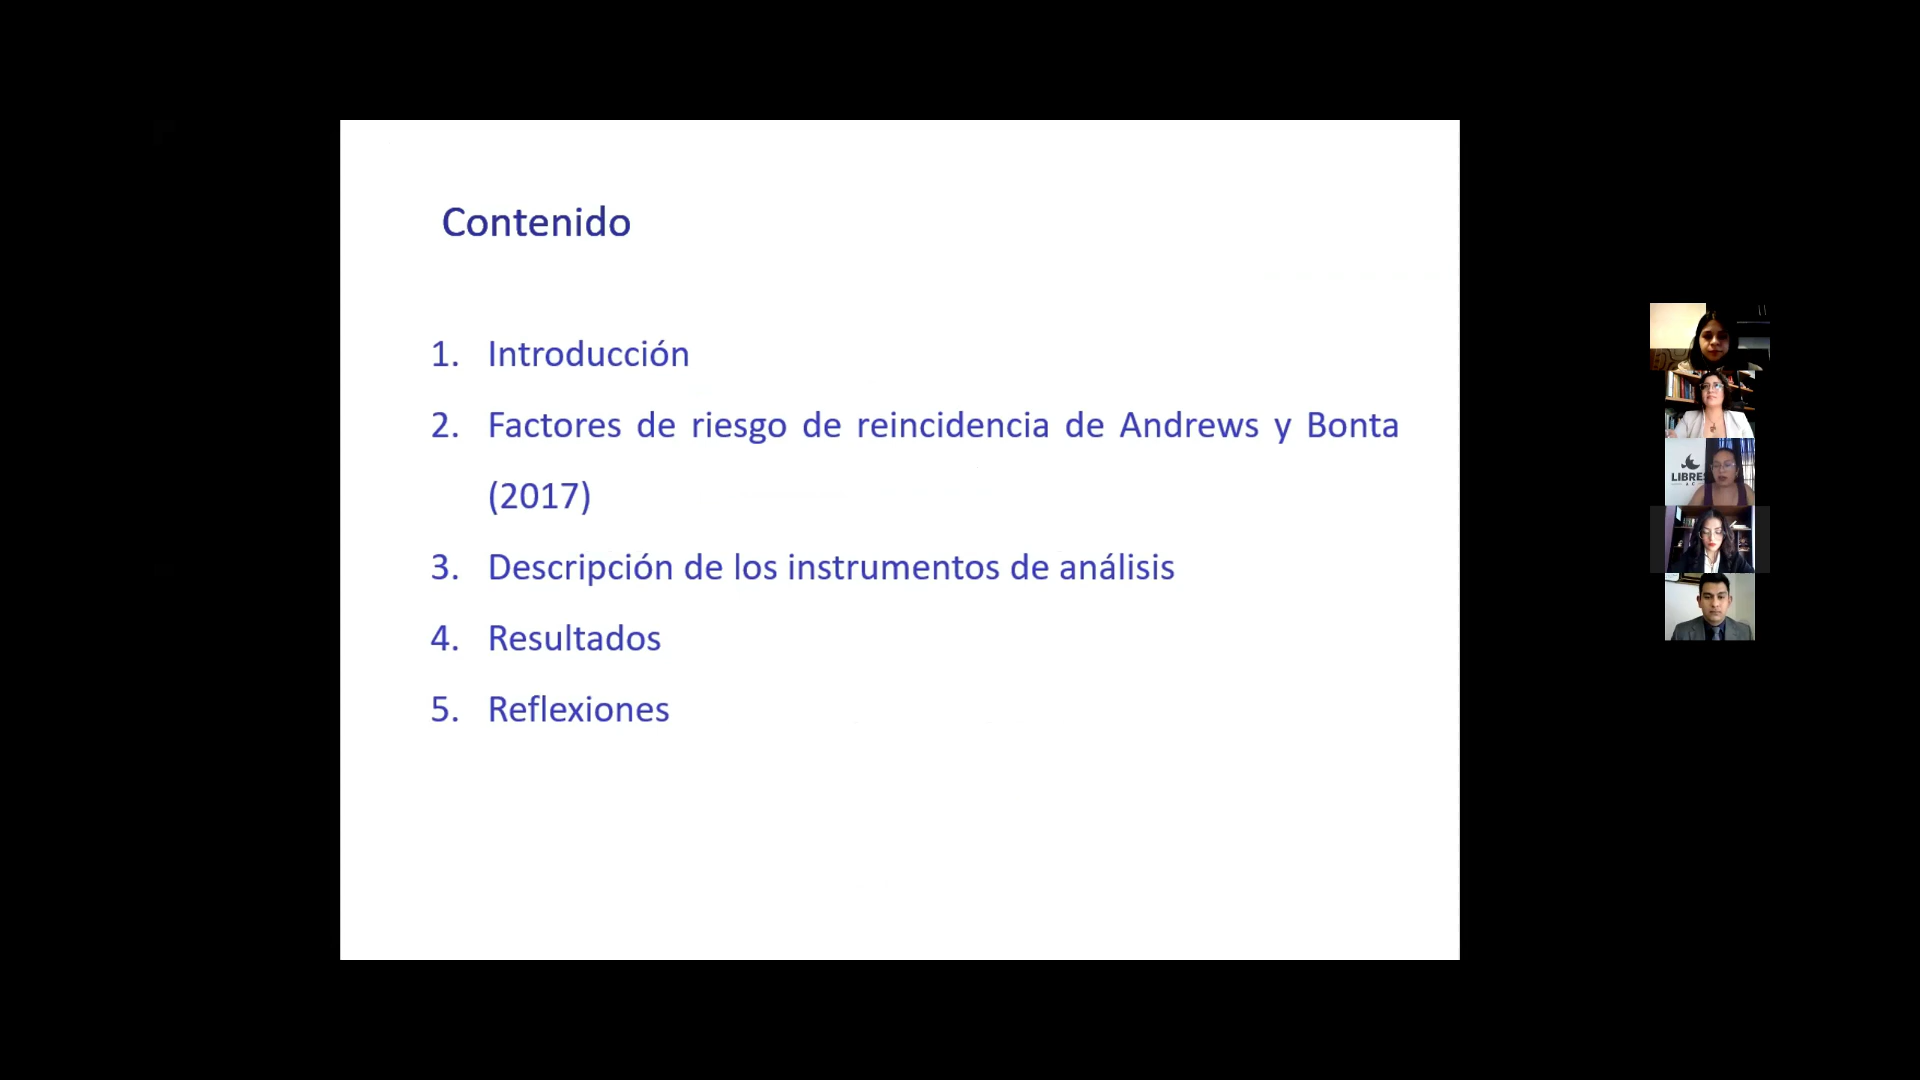 Contenido
1. Introducción
2. Factores de riesgo de reincidencia de Andrews y Bonta
(2017)
3. Descripción de los instrumentos de análisis
4. Resultados
5. Reflexiones
LIBRES
A.C.